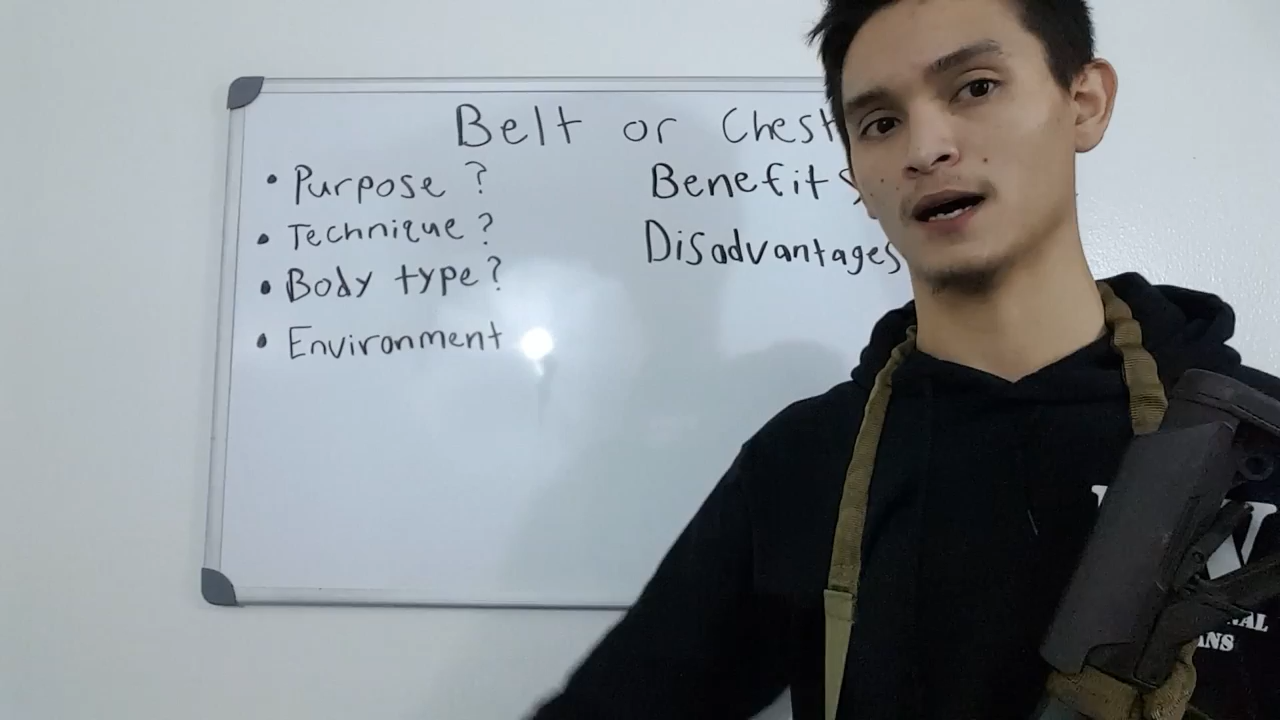 Belt or Chest
• Purpose ?
• Technique ?
• Body type ?
• Environment
Benefits
Disadvantages